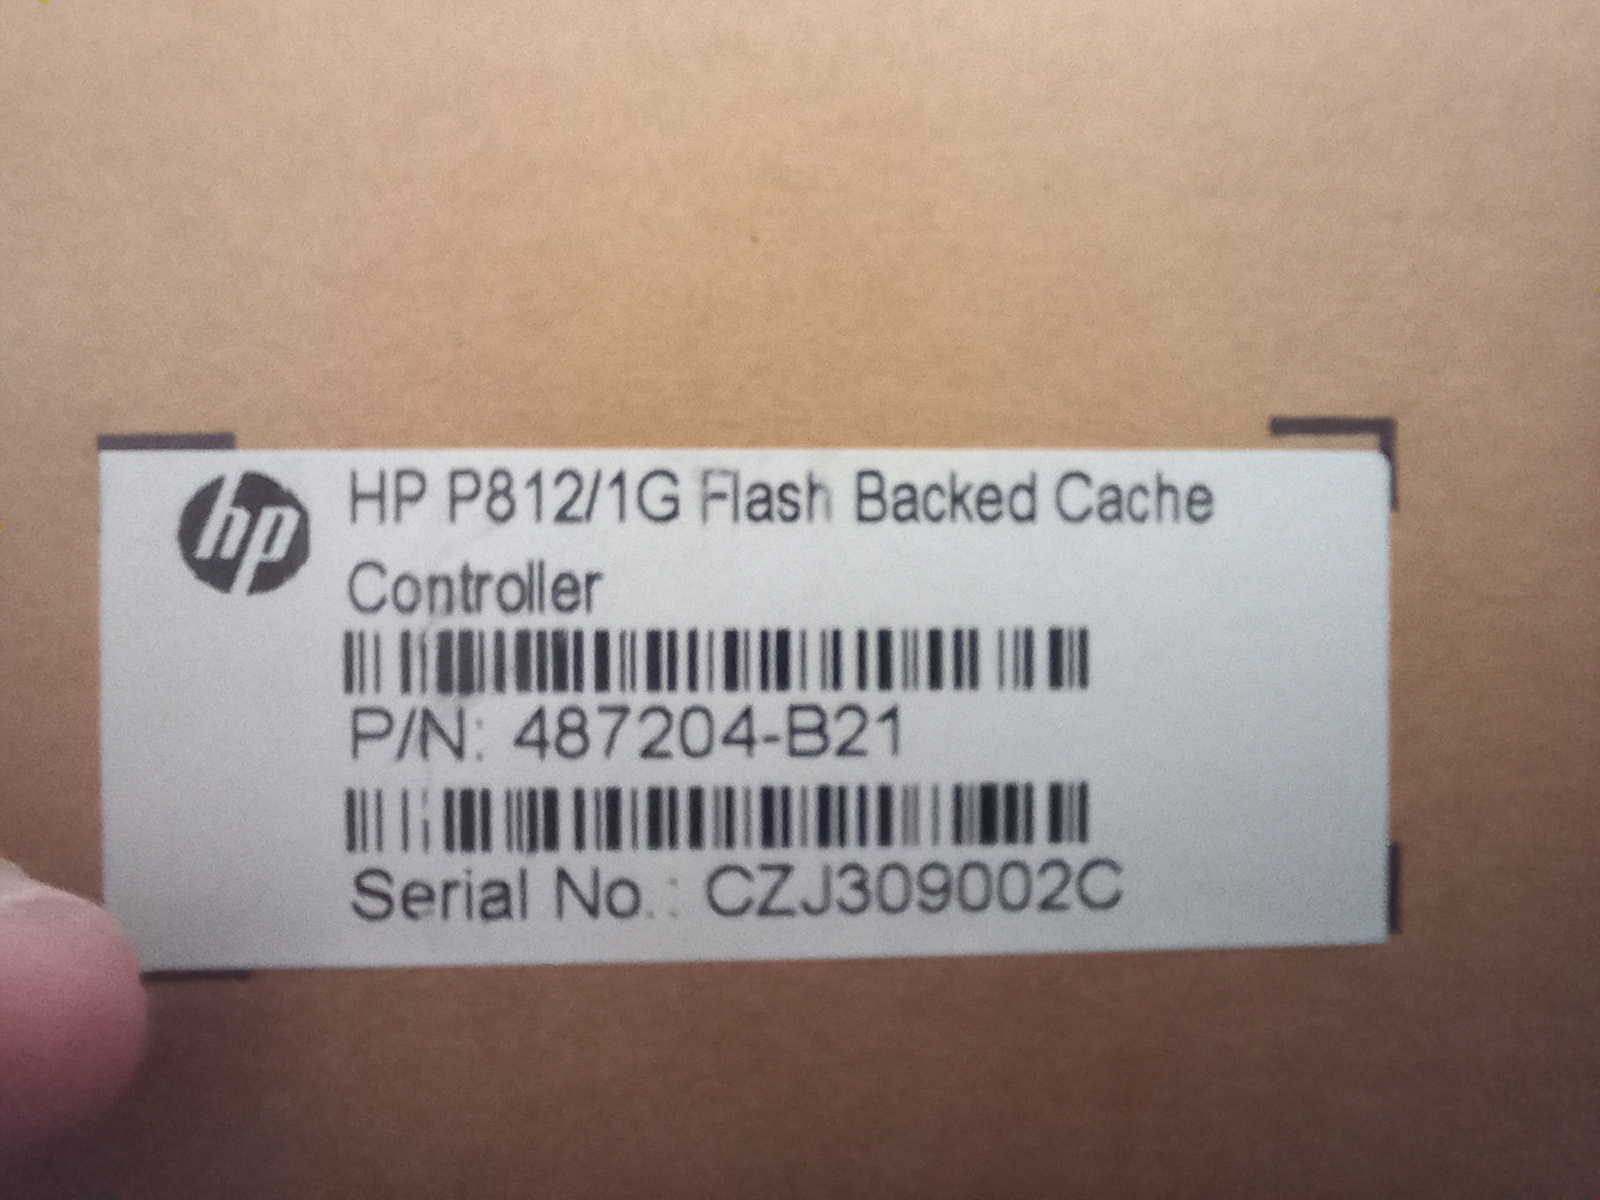 hp
HP P812/1G Flash Backed Cache
Controller
P/N: 487204-B21
Serial No.: CZJ309002C